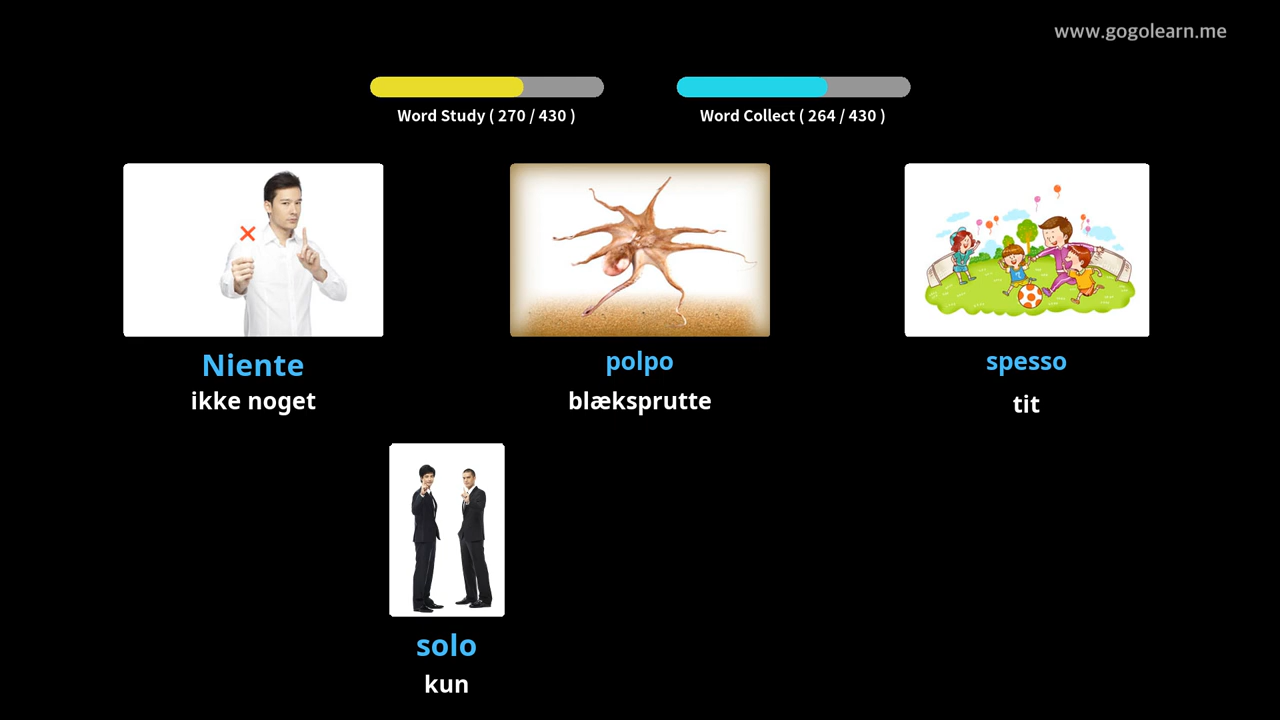 www.gogolearn.me
Word Study ( 270 / 430 )
Word Collect ( 264 / 430 )
Niente
ikke noget
polpo
blæksprutte
spesso
tit
solo
kun